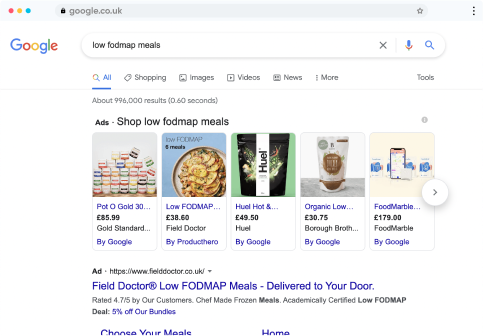 google.co.uk
Google
low fodmap meals
All Shopping Images Videos News More Tools
About 996,000 results (0.60 seconds)
Ads · Shop low fodmap meals
low FODMAP
6 meals
Huel
Pot O Gold 30...
£85.99
Gold Standard...
By Google
Low FODMAP...
£38.60
Field Doctor
By Producthero
Huel Hot &...
£49.50
Huel
By Google
Organic Low...
£30.75
Borough Broth...
By Google
FoodMarble...
£179.00
FoodMarble
By Google
Ad · https://www.fielddoctor.co.uk/
Field Doctor® Low FODMAP Meals - Delivered to Your Door.
Rated 4.7/5 by Our Customers. Chef Made Frozen Meals. Academically Certified Low FODMAP
Deal: 5% off Our Bundles
Choose Your Meals Home